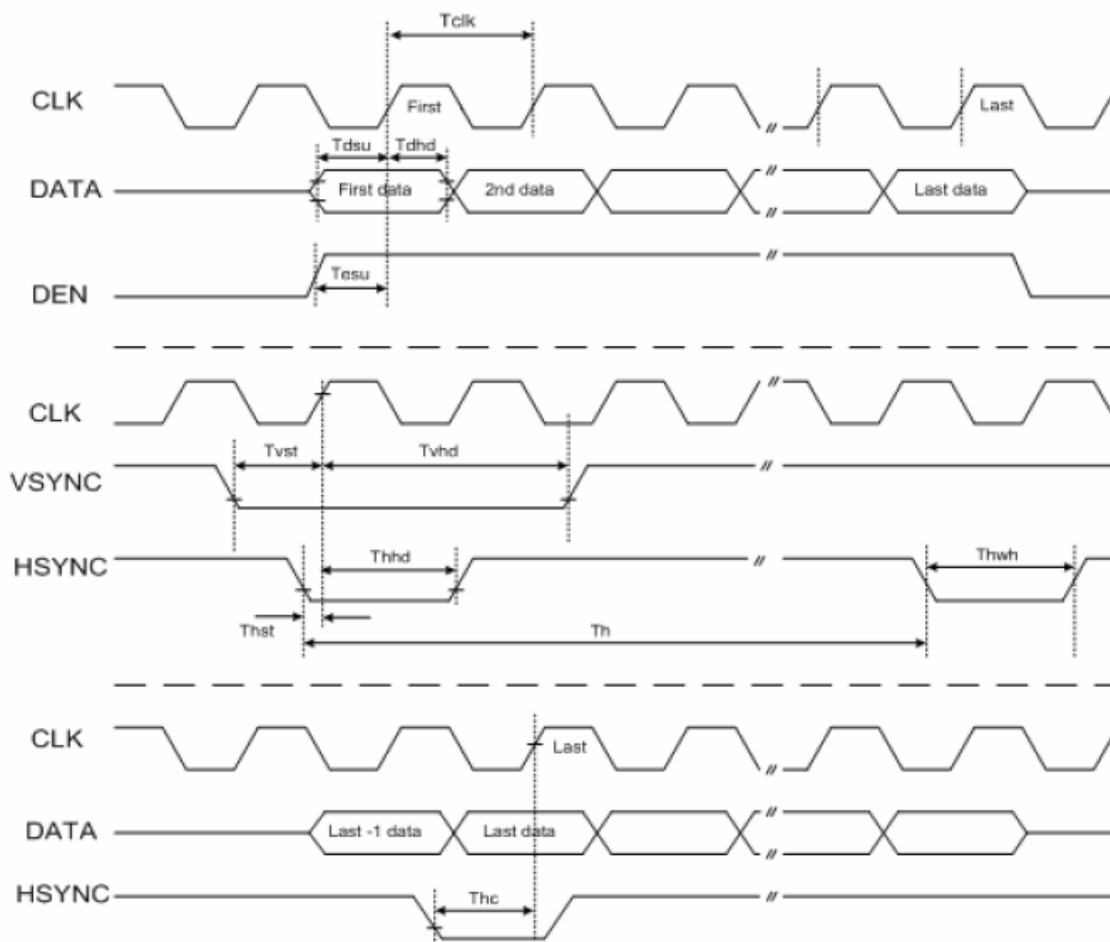 Tclk
CLK First Last
Tdsu Tdhd
DATA First data 2nd data Last data
DEN Tesu
CLK
VSYNC Tvst Tvhd
HSYNC Thhd Thwh
Thst Th
CLK Last
DATA Last -1 data Last data
HSYNC Thc